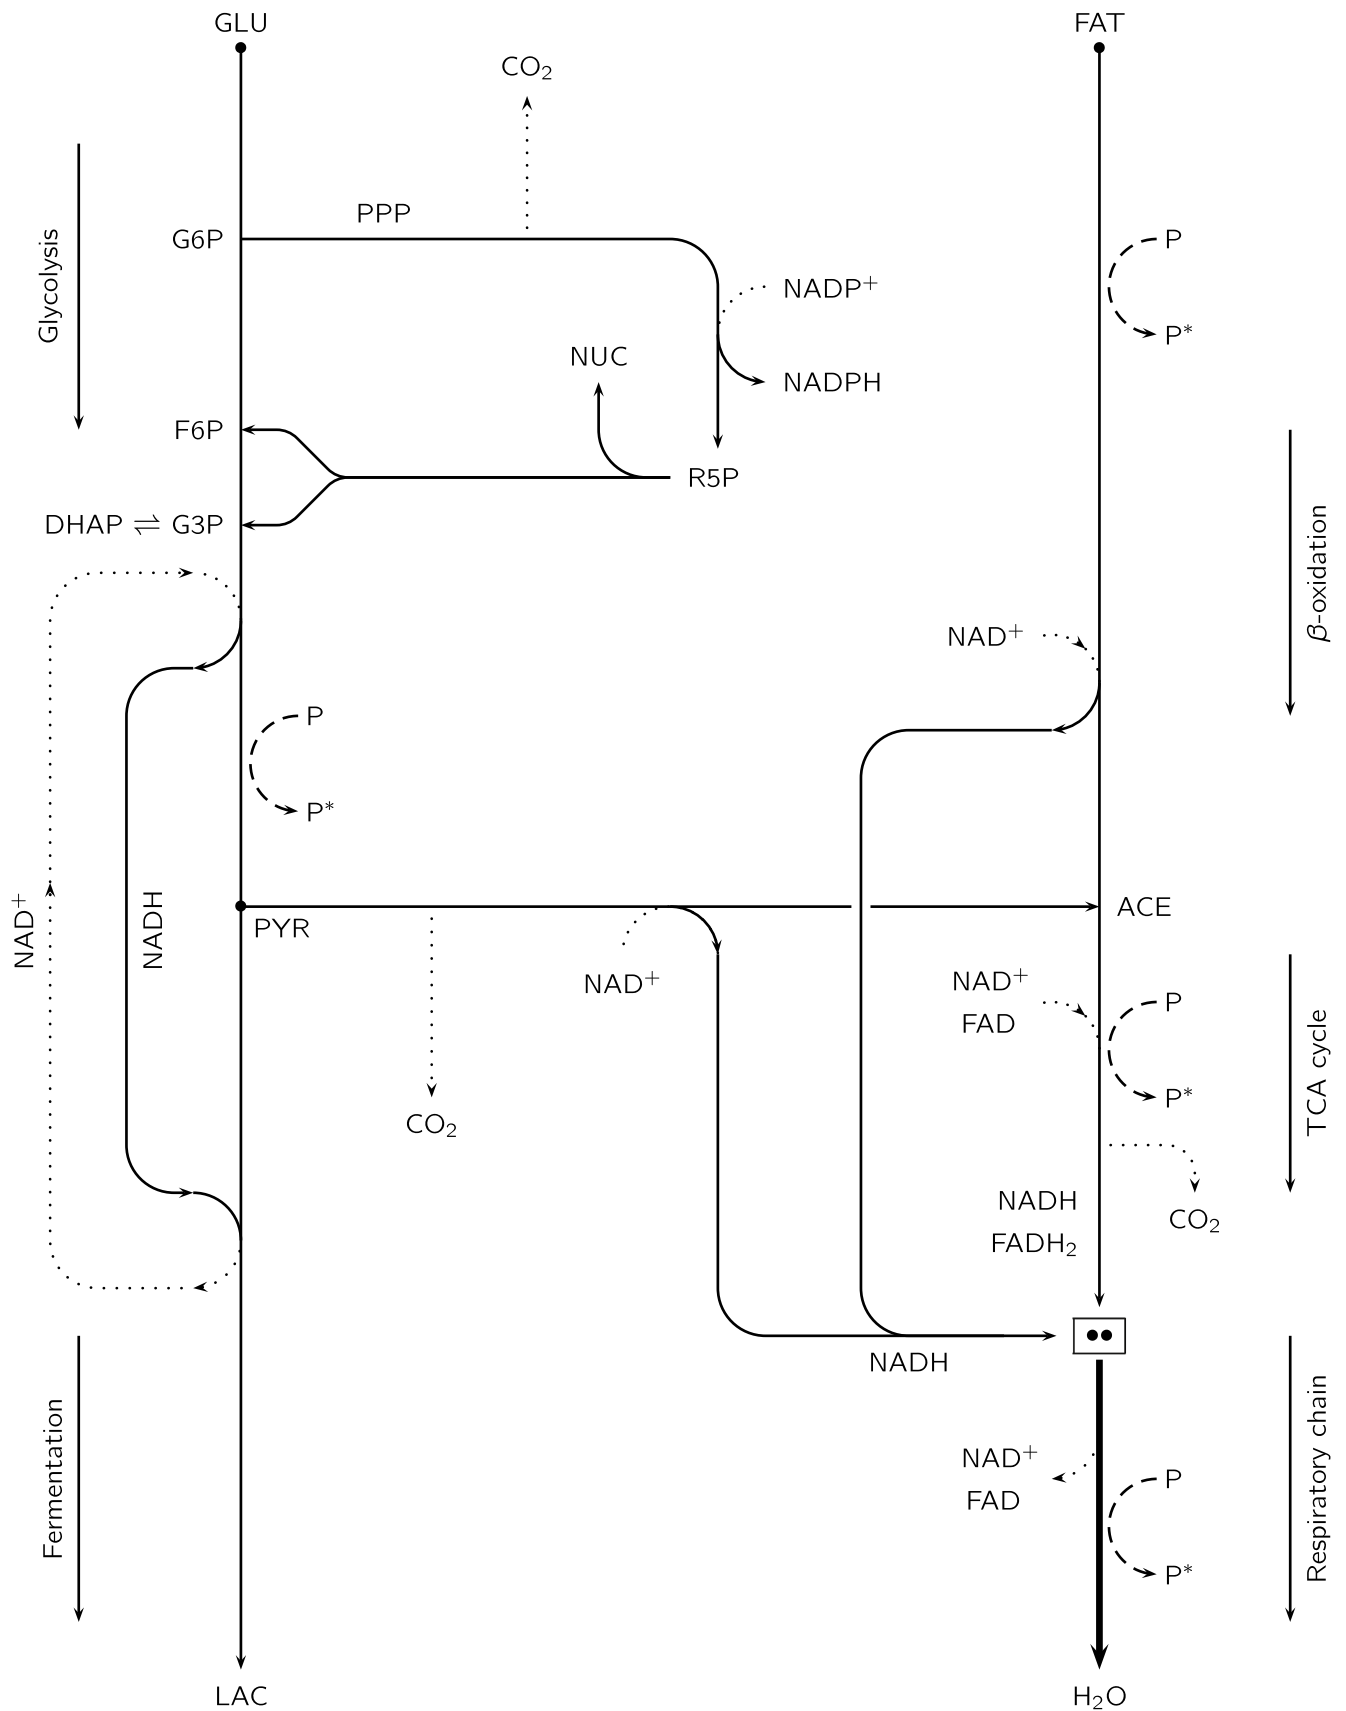 GLU
FAT
CO₂
PPP
G6P
P
Glycolysis
NADP⁺
P*
NUC
NADPH
F6P
R5P
DHAP ⇌ G3P
β-oxidation
NAD⁺
P
P*
NAD⁺
NADH
PYR
ACE
NAD⁺
NAD⁺
FAD
P
TCA cycle
P*
CO₂
NADH
FADH₂
CO₂
NADH
Fermentation
Respiratory chain
NAD⁺
FAD
P
P*
LAC
H₂O